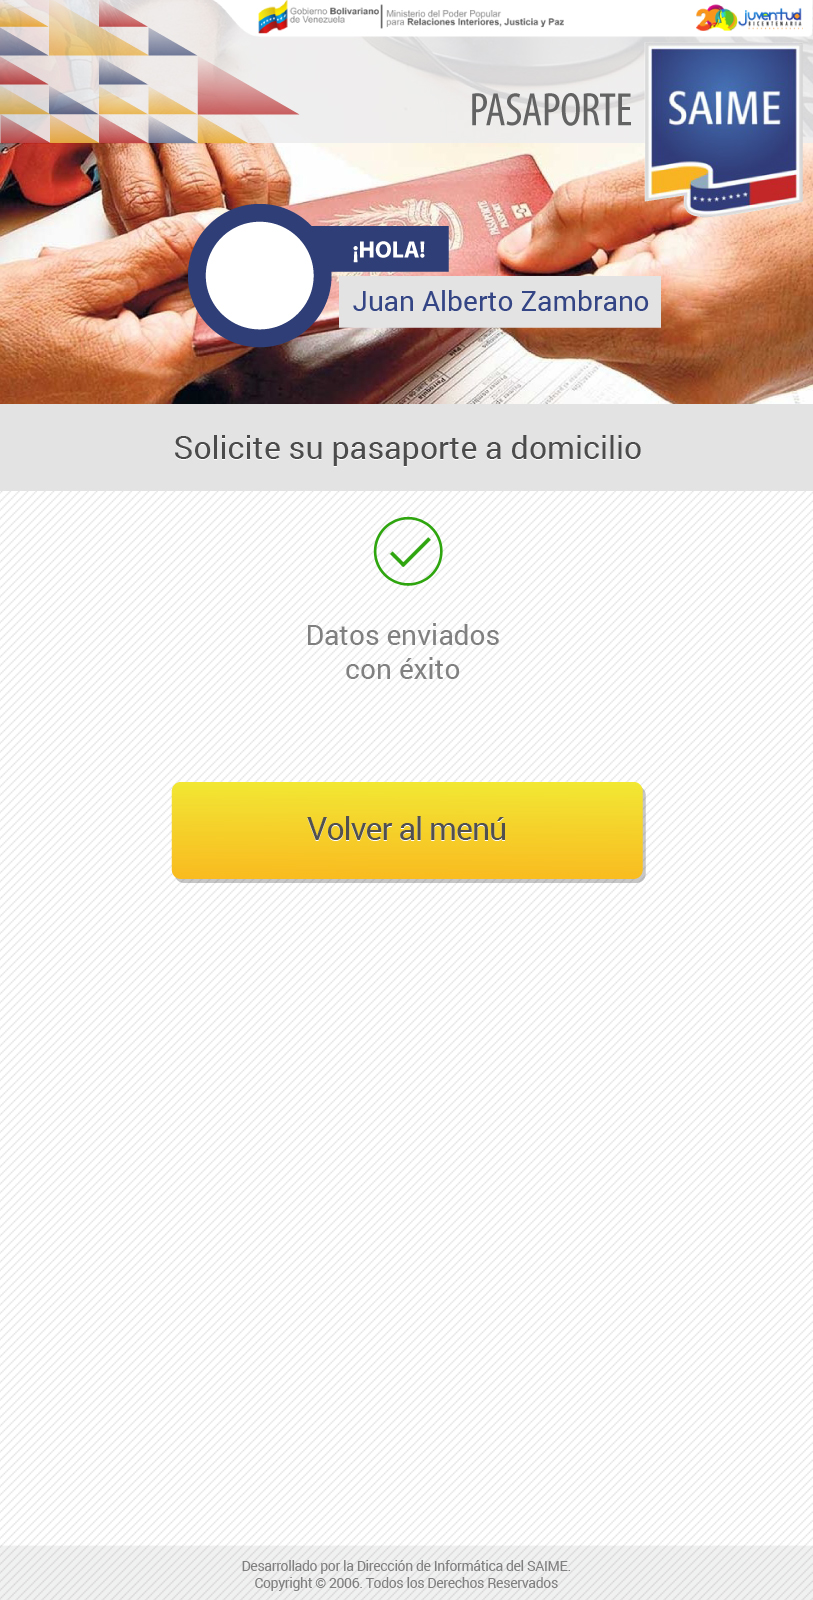 Gobierno Bolivariano
de Venezuela
Ministerio del Poder Popular
para Relaciones Interiores, Justicia y Paz
200 juventud
BICENTENARIA
PASAPORTE
SAIME
¡HOLA!
Juan Alberto Zambrano
Solicite su pasaporte a domicilio
Datos enviados
con éxito
Volver al menú
Desarrollado por la Dirección de Informática del SAIME.
Copyright © 2006. Todos los Derechos Reservados